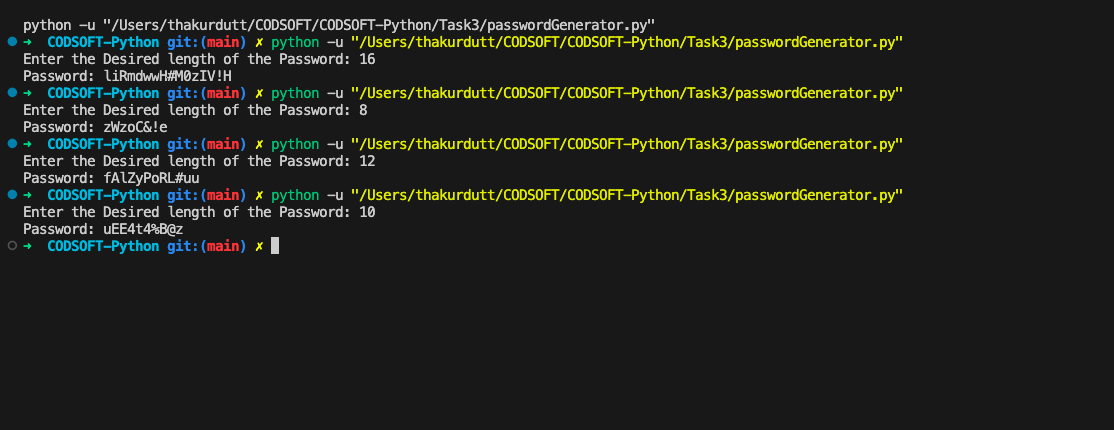 python -u "/Users/thakurdutt/CODSOFT/CODSOFT-Python/Task3/passwordGenerator.py"
➜  CODSOFT-Python git:(main) ✗ python -u "/Users/thakurdutt/CODSOFT/CODSOFT-Python/Task3/passwordGenerator.py"
Enter the Desired length of the Password: 16
Password: liRmdwwH#M0zIV!H
➜  CODSOFT-Python git:(main) ✗ python -u "/Users/thakurdutt/CODSOFT/CODSOFT-Python/Task3/passwordGenerator.py"
Enter the Desired length of the Password: 8
Password: zWzoC&!e
➜  CODSOFT-Python git:(main) ✗ python -u "/Users/thakurdutt/CODSOFT/CODSOFT-Python/Task3/passwordGenerator.py"
Enter the Desired length of the Password: 12
Password: fAlZyPoRL#uu
➜  CODSOFT-Python git:(main) ✗ python -u "/Users/thakurdutt/CODSOFT/CODSOFT-Python/Task3/passwordGenerator.py"
Enter the Desired length of the Password: 10
Password: uEE4t4%B@z
➜  CODSOFT-Python git:(main) ✗